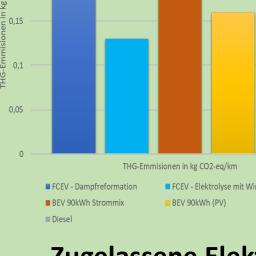 THG-Emmisionen in kg
0,15
0,1
0,05
0
THG-Emmisionen in kg CO2-eq/km
FCEV - Dampfreformation
FCEV - Elektrolyse mit
BEV 90kWh Strommix
BEV 90kWh (PV)
Diesel
Zugelassene